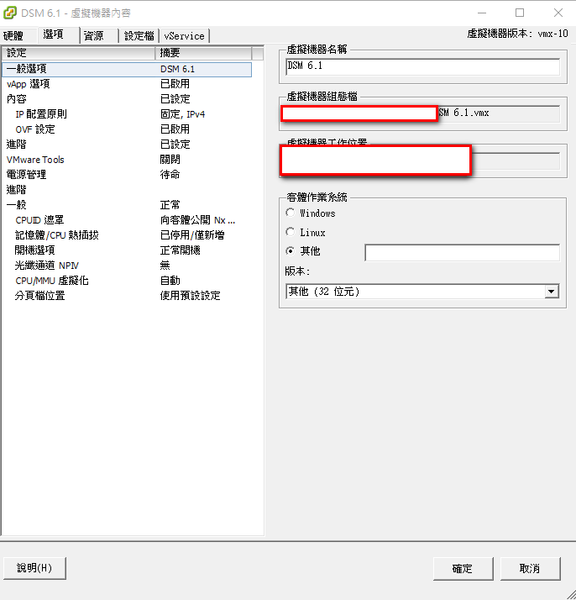 DSM 6.1 - 虛擬機器內容
硬體 選項 資源 設定檔 vService 虛擬機器版本: vmx-10
設定 摘要
一般選項 DSM 6.1
vApp 選項 已啟用
內容 已設定
IP 配置原則 固定, IPv4
OVF 設定 已啟用
進階 已設定
VMware Tools 關閉
電源管理 待命
進階
一般 正常
CPUID 遮罩 向客體公開 Nx ...
記憶體/CPU 熱插拔 已停用/僅新增
開機選項 正常開機
光纖通道 NPIV 無
CPU/MMU 虛擬化 自動
分頁檔位置 使用預設設定
虛擬機器名稱
DSM 6.1
虛擬機器組態檔
SM 6.1.vmx
虛擬機器工作位置
客體作業系統
Windows
Linux
其他
版本:
其他 (32 位元)
說明(H) 確定 取消